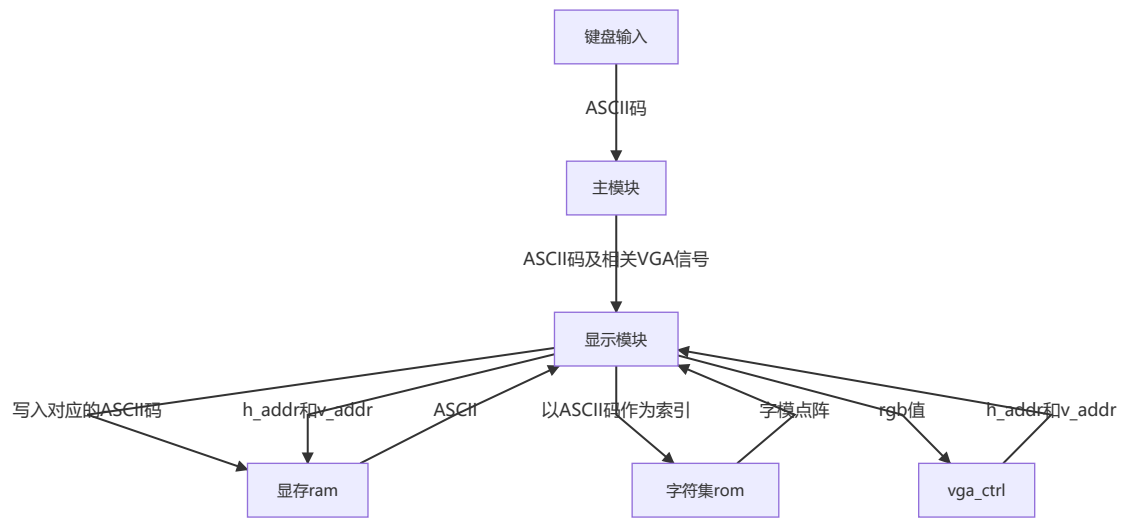 键盘输入
ASCII码
主模块
ASCII码及相关VGA信号
显示模块
写入对应的ASCII码
h_addr和v_addr
ASCII
以ASCII码作为索引
字模点阵
rgb值
h_addr和v_addr
显存ram
字符集rom
vga_ctrl